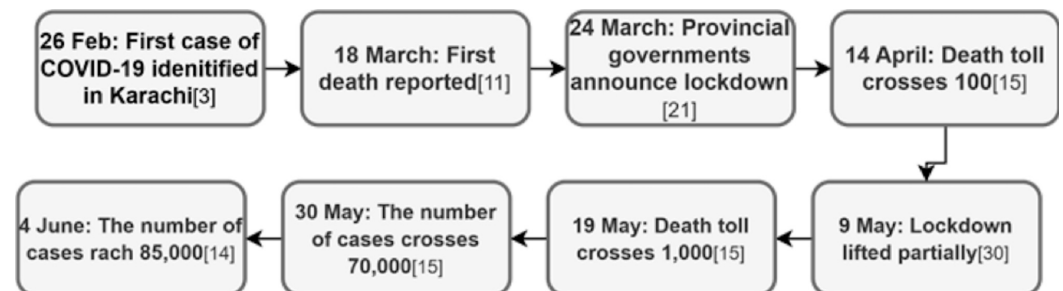 26 Feb: First case of
COVID-19 idenitified
in Karachi[3]
18 March: First
death reported[11]
24 March: Provincial
governments
announce lockdown
[21]
14 April: Death toll
crosses 100[15]
9 May: Lockdown
lifted partially[30]
19 May: Death toll
crosses 1,000[15]
30 May: The number
of cases crosses
70,000[15]
4 June: The number of
cases rach 85,000[14]